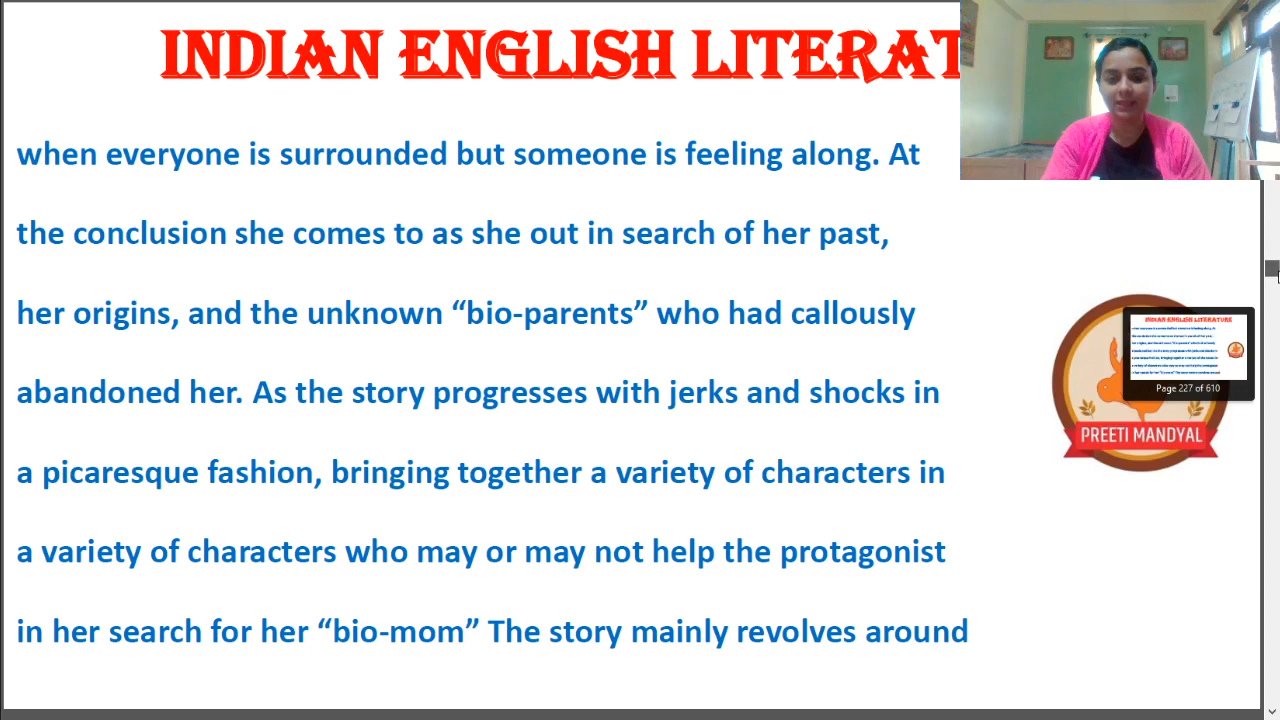 INDIAN ENGLISH LITERAT
when everyone is surrounded but someone is feeling along. At
the conclusion she comes to as she out in search of her past,
her origins, and the unknown “bio-parents” who had callously
abandoned her. As the story progresses with jerks and shocks in
a picaresque fashion, bringing together a variety of characters in
a variety of characters who may or may not help the protagonist
in her search for her “bio-mom” The story mainly revolves around
INDIAN ENGLISH LITERATURE
Page 227 of 610
PREETI MANDYAL